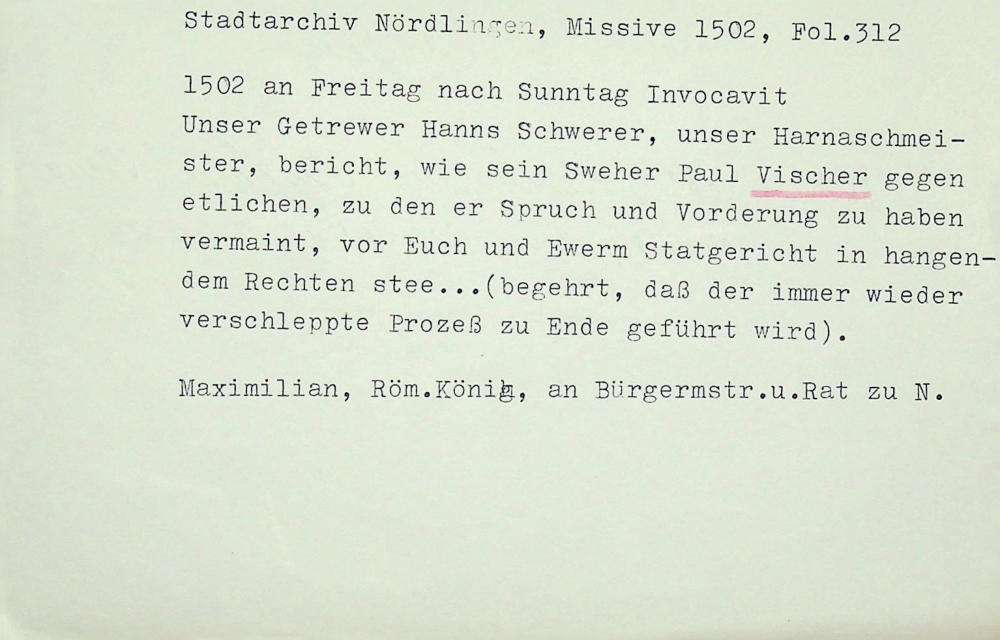 Stadtarchiv Nördlingen, Missive 1502, Fol.312
1502 an Freitag nach Sunntag Invocavit
Unser Getrewer Hanns Schwerer, unser Harnaschmei-
ster, bericht, wie sein Sweher Paul Vischer gegen
etlichen, zu den er Spruch und Vorderung zu haben
vermaint, vor Euch und Ewerm Statgericht in hangen-
dem Rechten stee...(begehrt, daß der immer wieder
verschleppte Prozeß zu Ende geführt wird).
Maximilian, Röm.König, an Bürgermstr.u.Rat zu N.